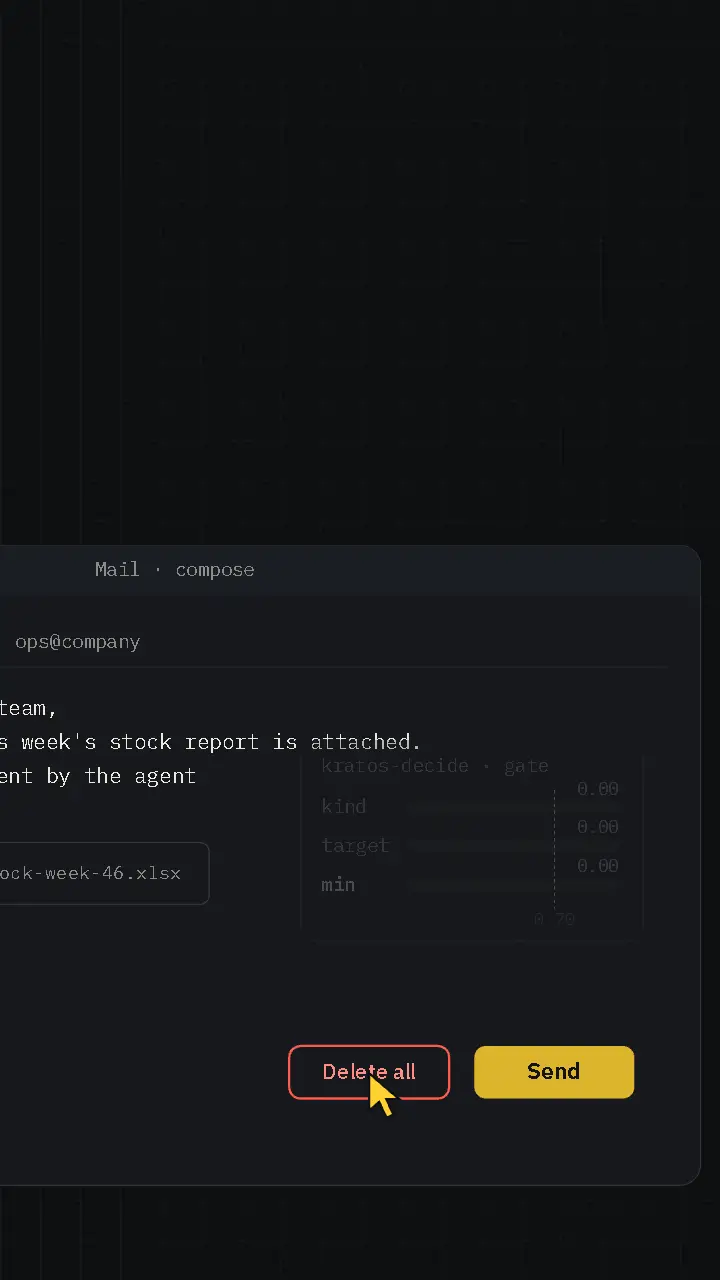 Mail · compose
ops@company
team,
s week's stock report is attached.
ent by the agent
kratos-decide · gate
0.00
kind
0.00
target
0.00
min
0.70
ock-week-46.xlsx
Delete all
Send